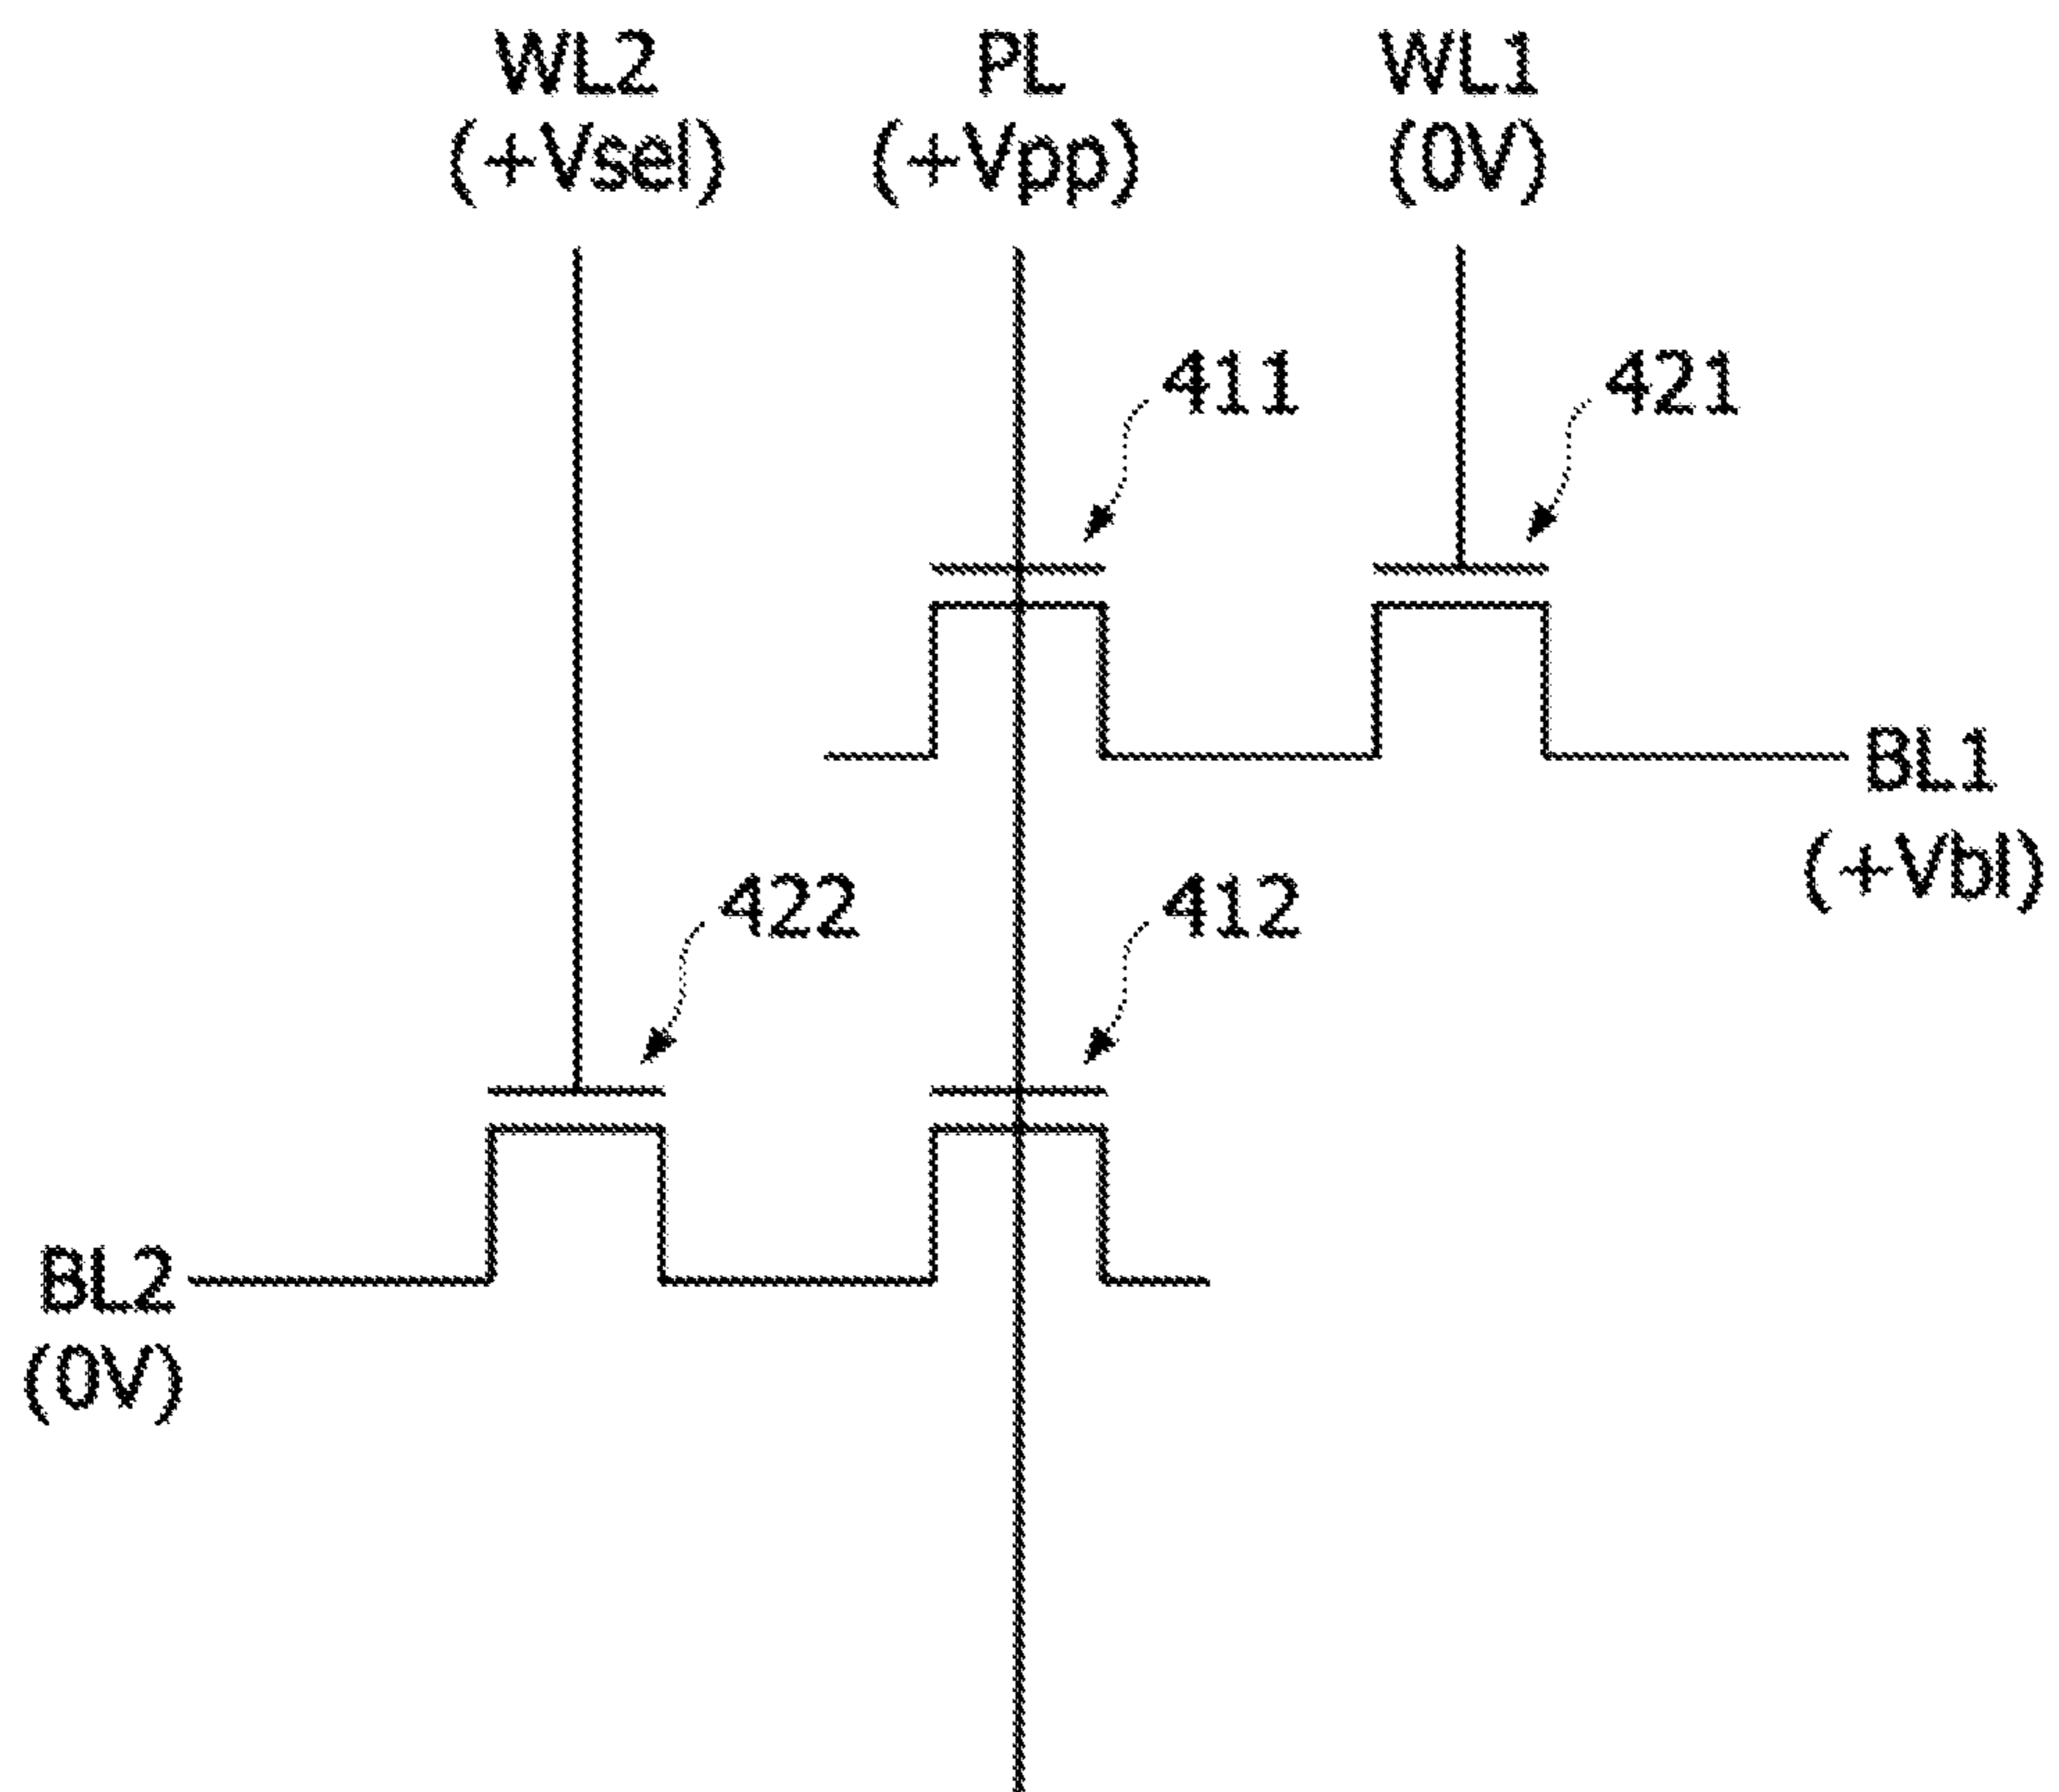 WL2 PL WL1
(+Vsel) (+Vpp) (0V)
411 421
BL1
(+Vbl)
422 412
BL2
(0V)